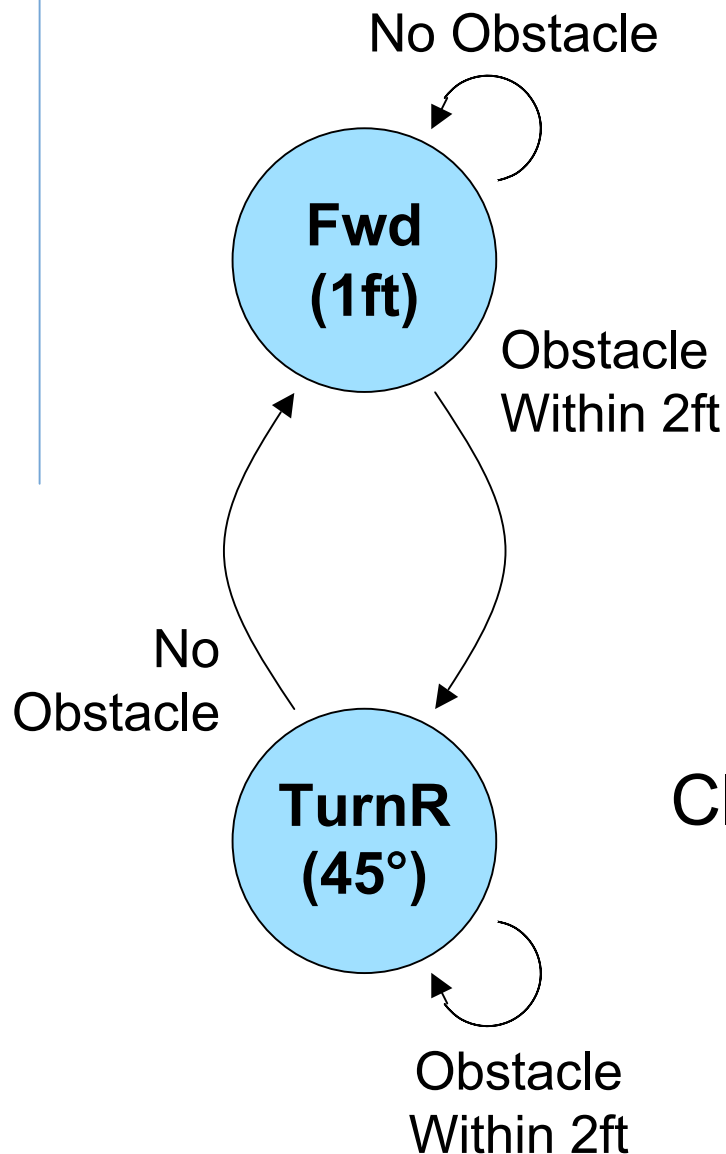 No Obstacle
Fwd
(1ft)
Obstacle
Within 2ft
No
Obstacle
TurnR
(45°)
Obstacle
Within 2ft